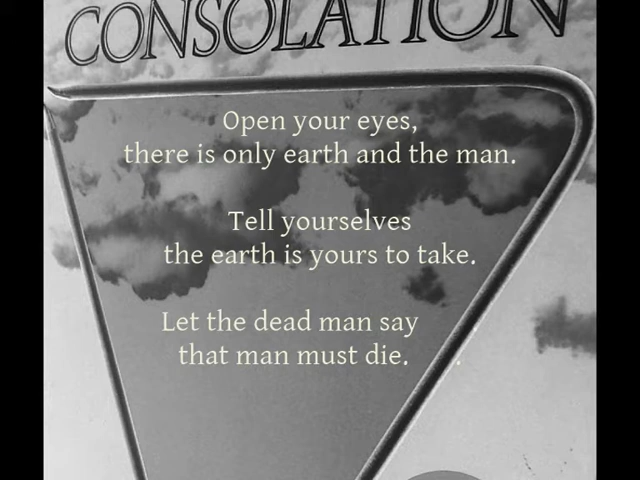 CONSOLATION
Open your eyes,
there is only earth and the man.
Tell yourselves
the earth is yours to take.
Let the dead man say
that man must die. .